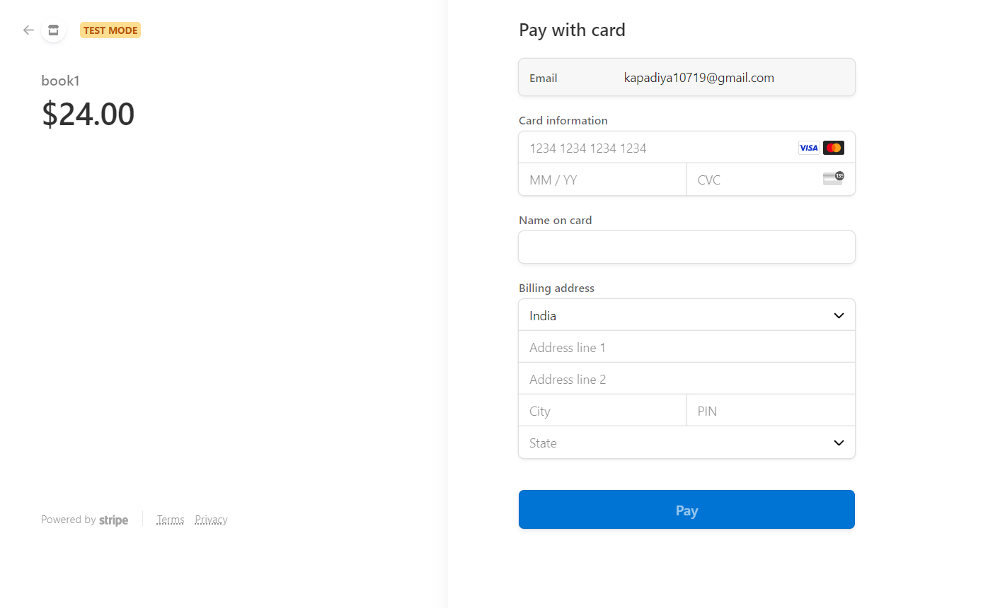 TEST MODE
book1
$24.00
Powered by stripe
Terms Privacy
Pay with card
Email kapadiya10719@gmail.com
Card information
1234 1234 1234 1234 VISA
MM / YY CVC 135
Name on card
Billing address
India
Address line 1
Address line 2
City PIN
State
Pay